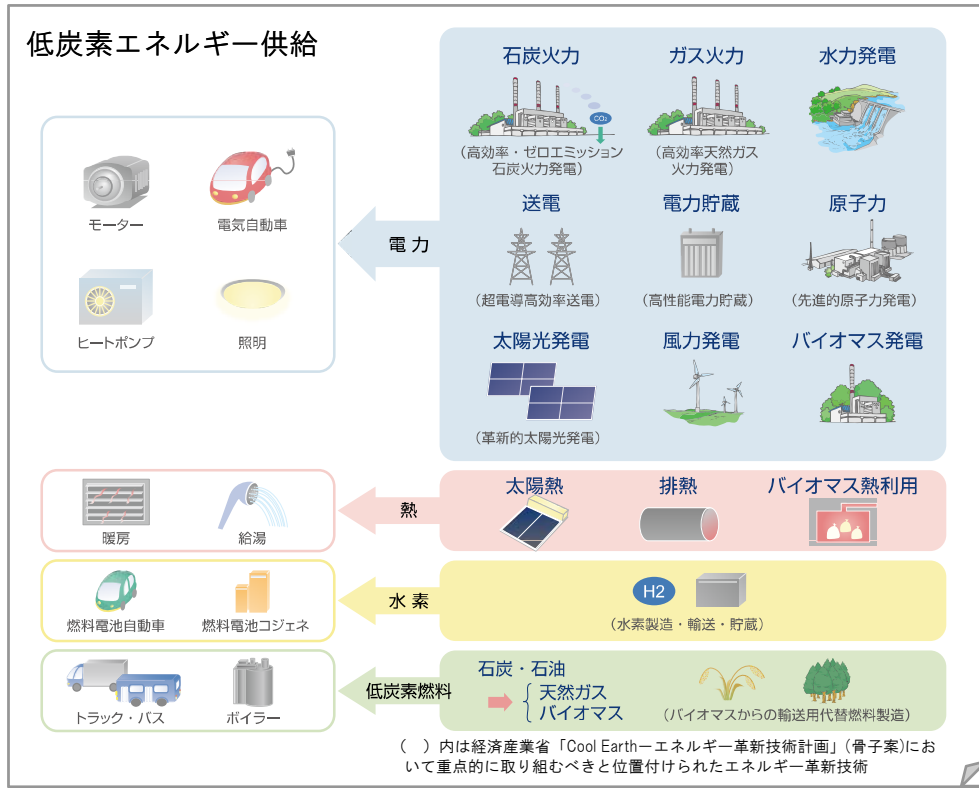 低炭素エネルギー供給
石炭火力
ガス火力
水力発電
CO₂
(高効率・ゼロエミッション
石炭火力発電)
(高効率天然ガス
火力発電)
モーター
電気自動車
電 力
送電
電力貯蔵
原子力
(超電導高効率送電)
(高性能電力貯蔵)
(先進的原子力発電)
ヒートポンプ
照明
太陽光発電
風力発電
バイオマス発電
(革新的太陽光発電)
暖房
給湯
熱
太陽熱
排熱
バイオマス熱利用
燃料電池自動車
燃料電池コジェネ
水 素
H2
(水素製造・輸送・貯蔵)
トラック・バス
ボイラー
低炭素燃料
石炭・石油
天然ガス
バイオマス
(バイオマスからの輸送用代替燃料製造)
(　)内は経済産業省「Cool Earthーエネルギー革新技術計画」(骨子案)にお
いて重点的に取り組むべきと位置付けられたエネルギー革新技術